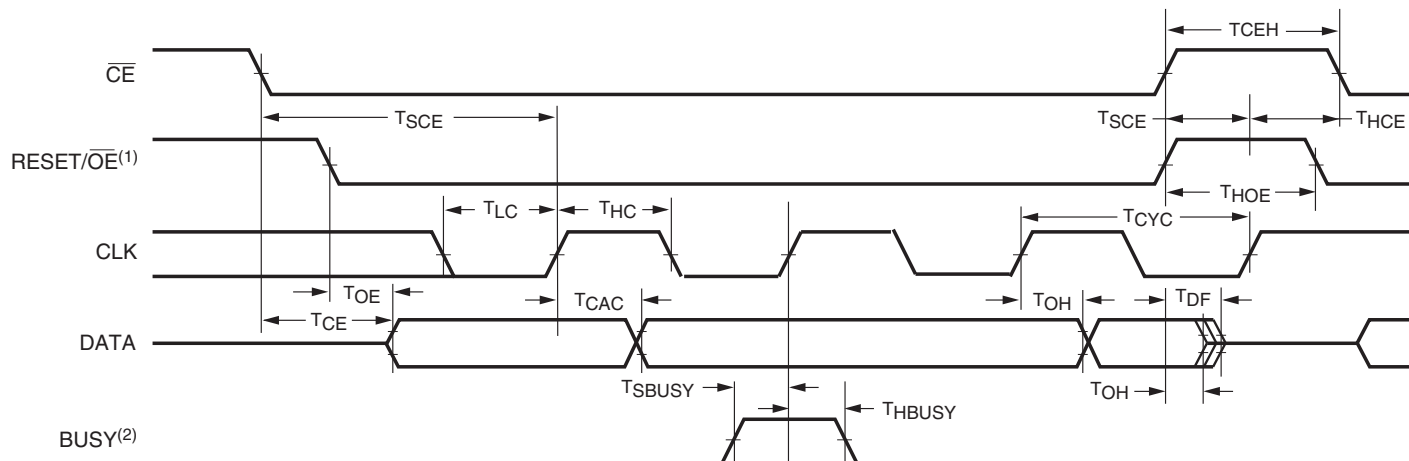 TCEH
CE
TSCE
TSCE
THCE
RESET/OE(1)
TLC
THC
THOE
TCYC
CLK
TOE
TCAC
TOH
TDF
TCE
DATA
TSBUSY
TOH
THBUSY
BUSY(2)